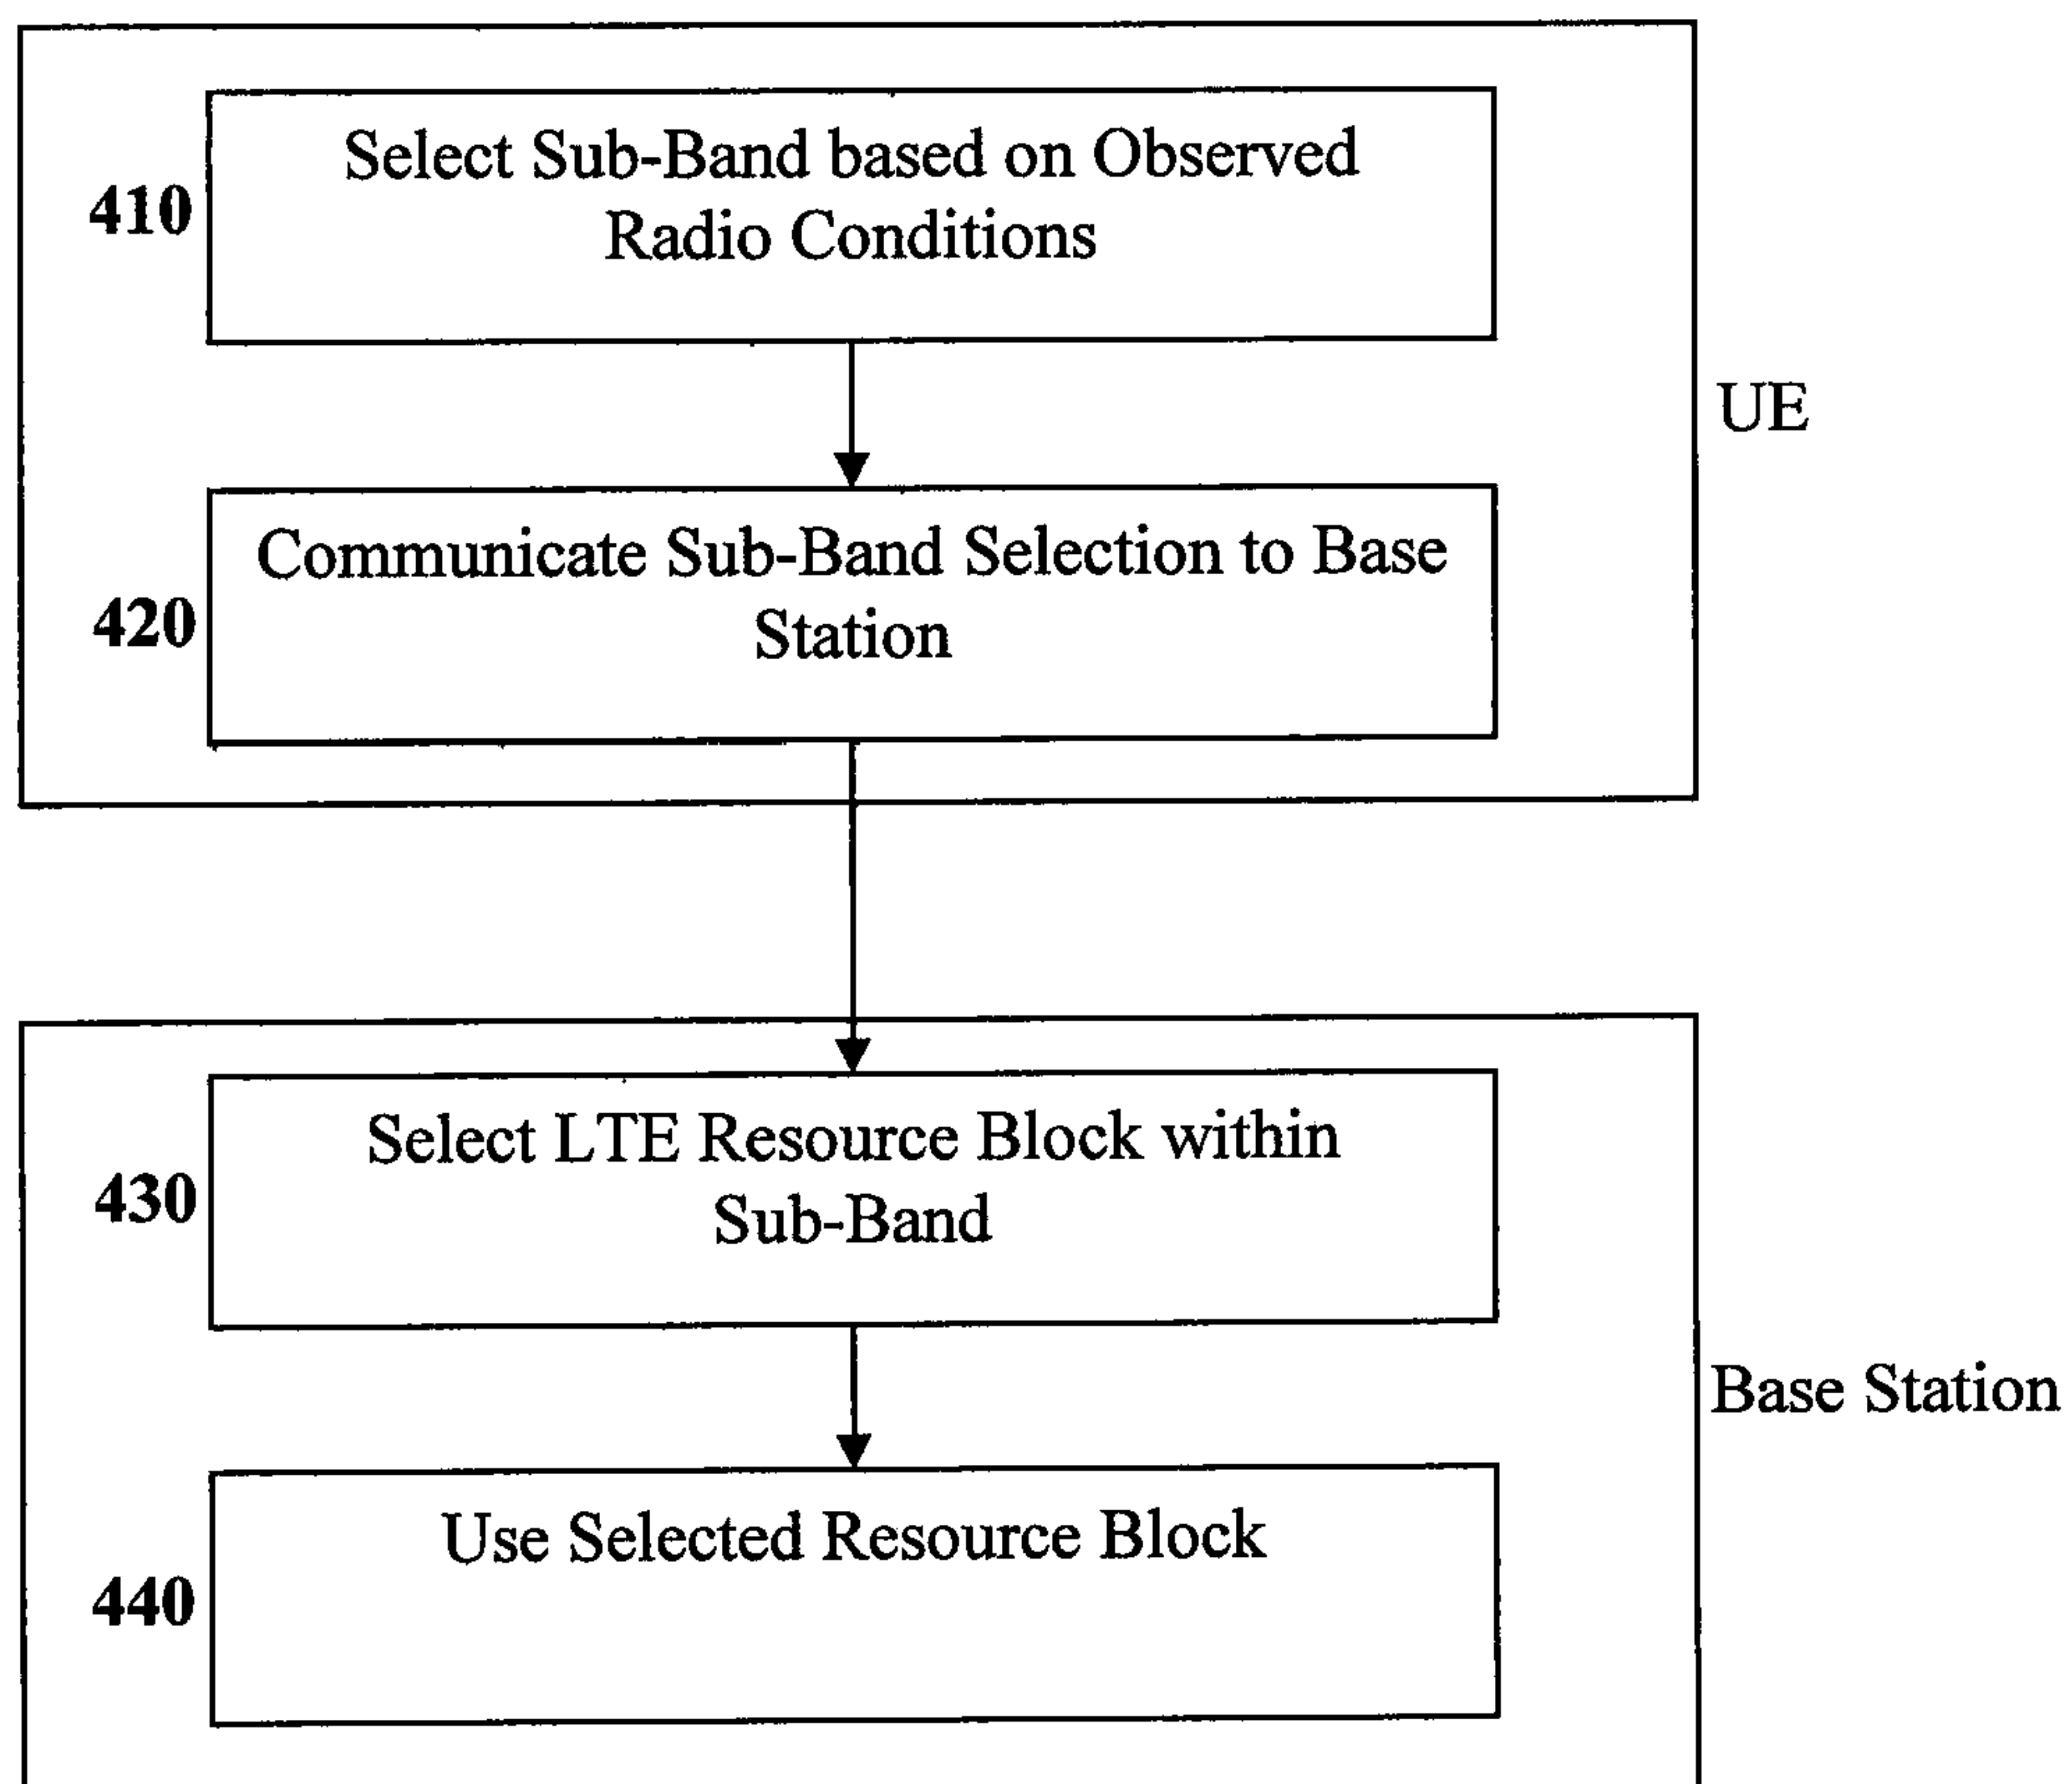 Select Sub-Band based on Observed
Radio Conditions
410
UE
Communicate Sub-Band Selection to Base
Station
420
Select LTE Resource Block within
Sub-Band
430
Base Station
Use Selected Resource Block
440